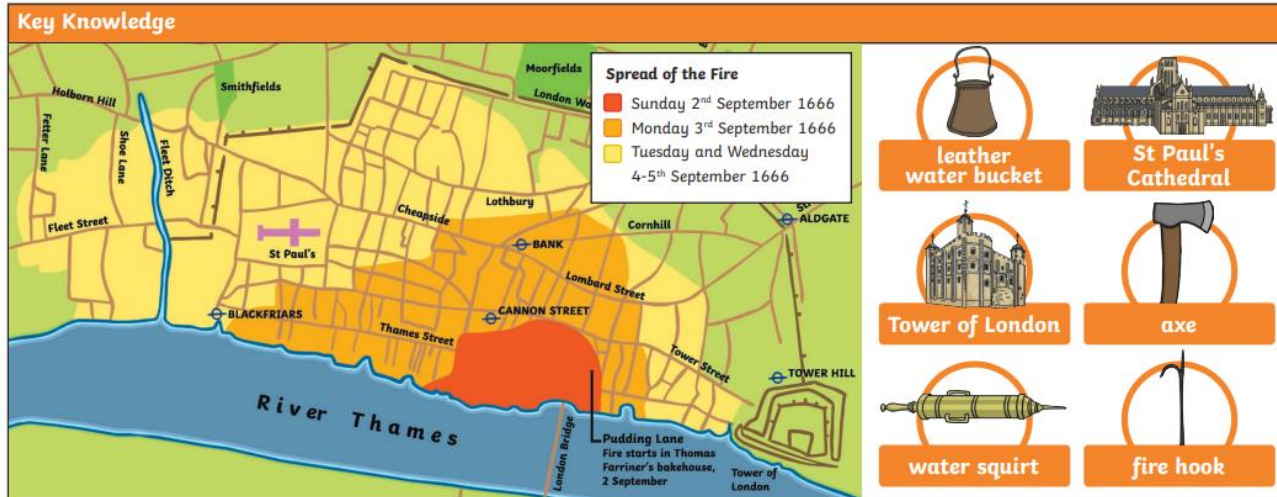 Key Knowledge
Spread of the Fire
Sunday 2nd September 1666
Monday 3rd September 1666
Tuesday and Wednesday
4-5th September 1666
Moorfields
London Wa
Smithfields
Holborn Hill
Fetter Lane
Shoe Lane
Fleet Ditch
Fleet Street
St Paul's
Cheapside
Lothbury
Cornhill
St
ALDGATE
BANK
Lombard Street
BLACKFRIARS
CANNON STREET
Thames Street
Tower Street
TOWER HILL
River Thames
London Bridge
Pudding Lane
Fire starts in Thomas
Farriner's bakehouse,
2 September
Tower of
London
leather
water bucket
St Paul's
Cathedral
Tower of London
axe
water squirt
fire hook